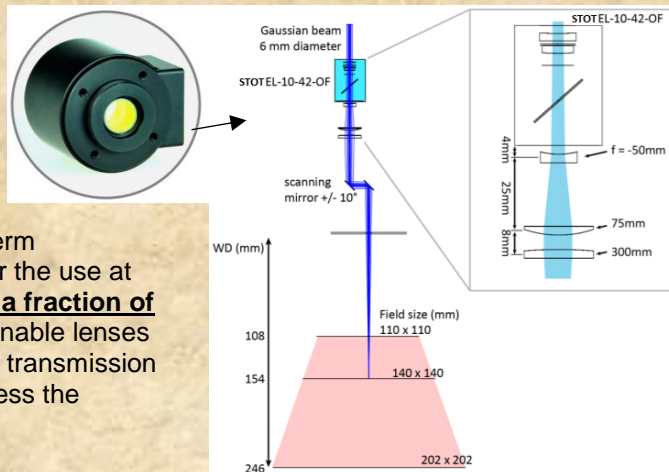 Gaussian beam
6 mm diameter
STOTEL-10-42-OF
scanning
mirror +/- 10°
WD (mm)
Field size (mm)
110 x 110
108
140 x 140
154
202 x 202
246
STOTEL-10-42-OF
4mm
f = -50mm
25mm
75mm
8mm
300mm
erm
r the use at
a fraction of
nable lenses
transmission
ess the